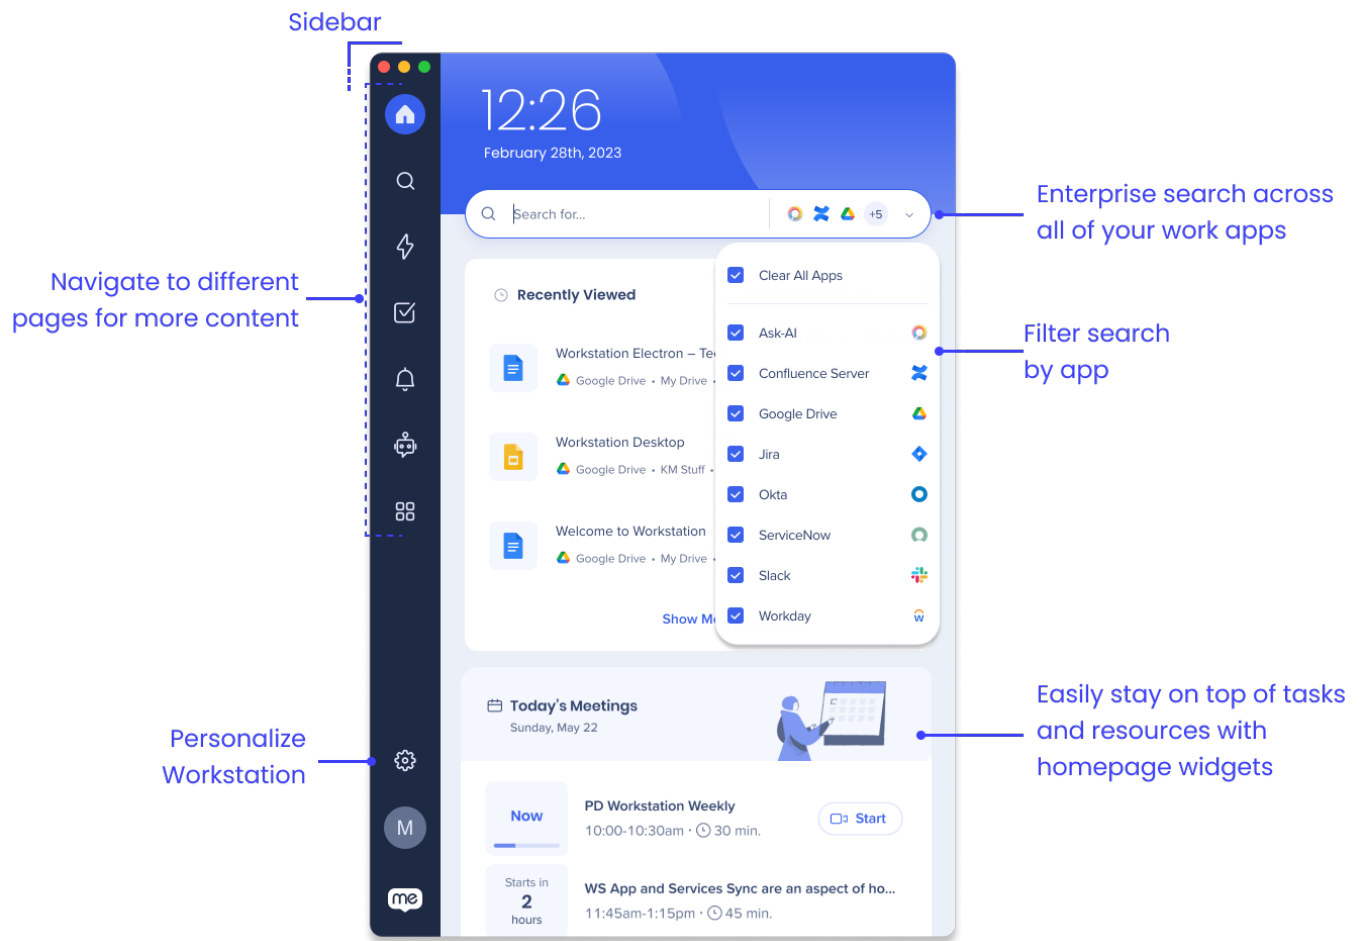 Sidebar
12:26
February 28th, 2023
Search for...
+5
Enterprise search across
all of your work apps
Clear All Apps
Navigate to different
pages for more content
Recently Viewed
Ask-AI
Filter search
by app
Workstation Electron – Te
Google Drive • My Drive •
Confluence Server
Google Drive
Workstation Desktop
Google Drive • KM Stuff •
Jira
Okta
Welcome to Workstation
Google Drive • My Drive •
ServiceNow
Slack
Show M
Workday
Today's Meetings
Sunday, May 22
Easily stay on top of tasks
and resources with
homepage widgets
Personalize
Workstation
Now
PD Workstation Weekly
10:00-10:30am · 30 min.
Start
M
Starts in
2
hours
WS App and Services Sync are an aspect of ho...
11:45am-1:15pm · 45 min.
me